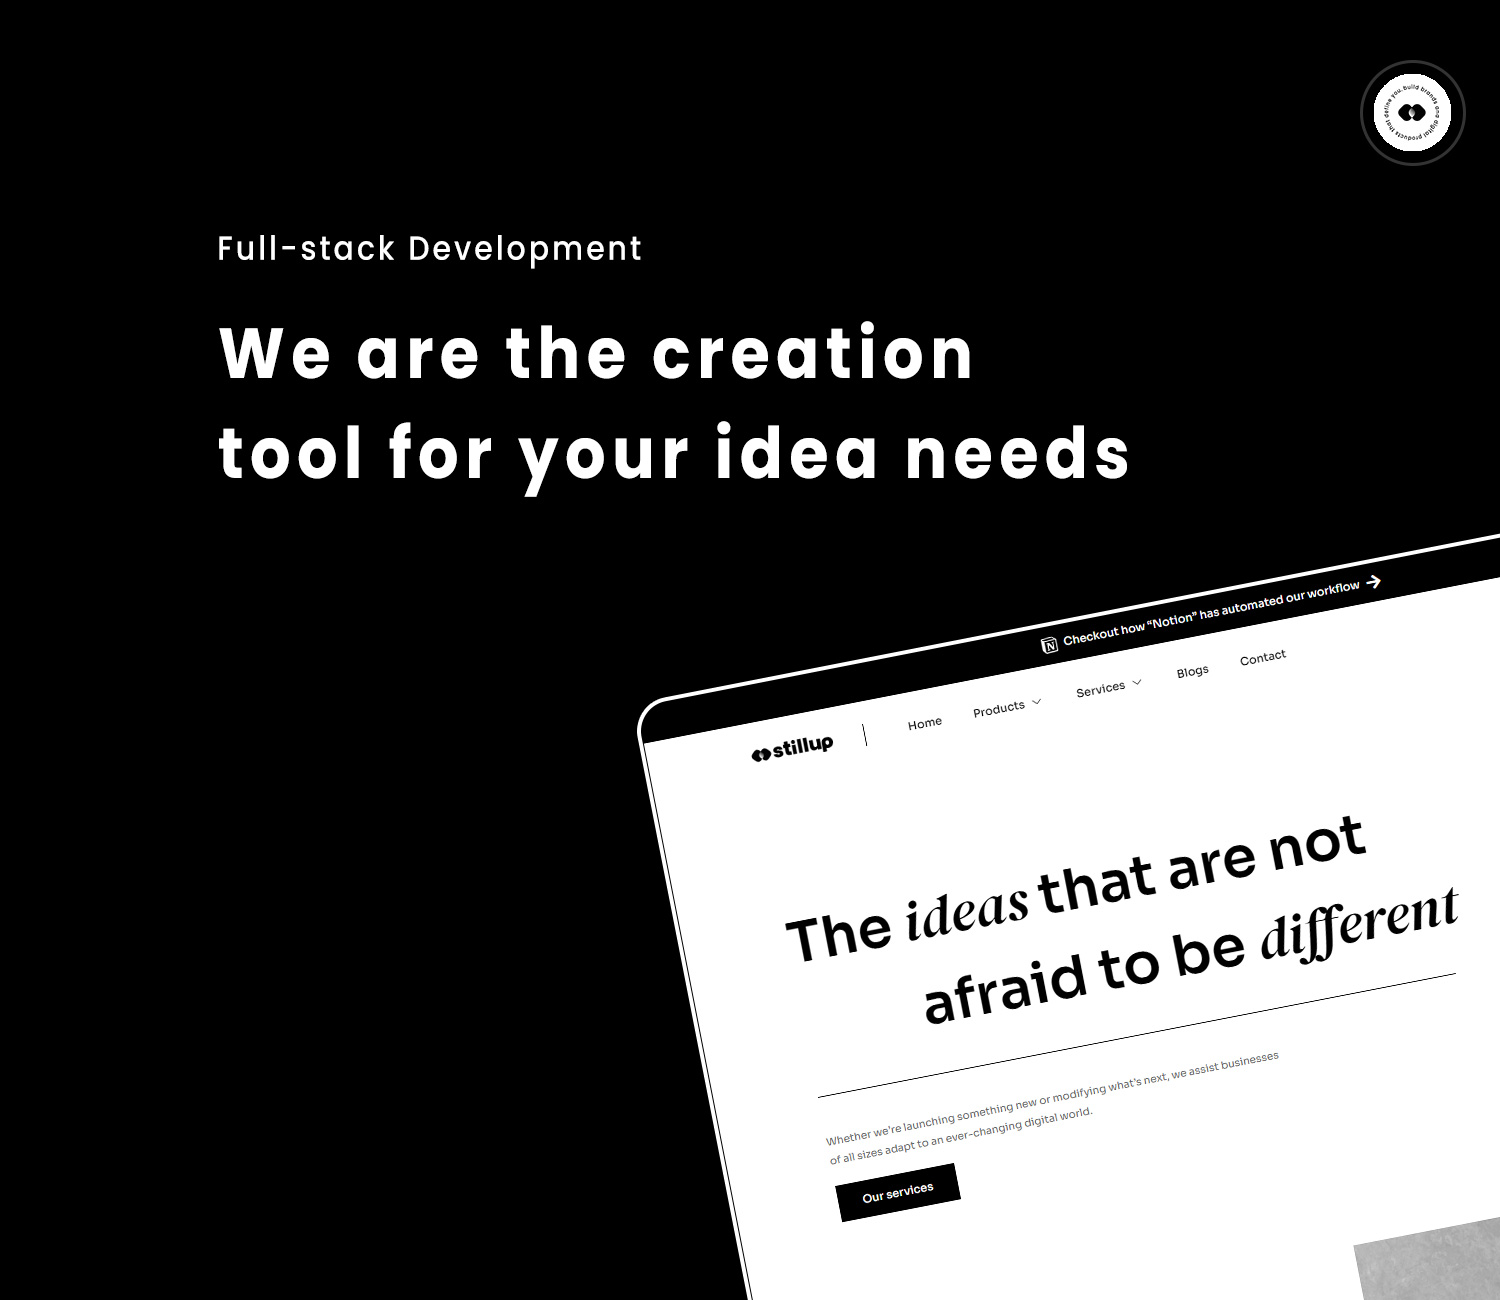 define you. build brands and digital products that
Full-stack Development
We are the creation
tool for your idea needs
Checkout how “Notion” has automated our workflow
stillup
Home
Products
Services
Blogs
Contact
The ideas that are not
afraid to be different
Whether we're launching something new or modifying what's next, we assist businesses
of all sizes adapt to an ever-changing digital world.
Our services